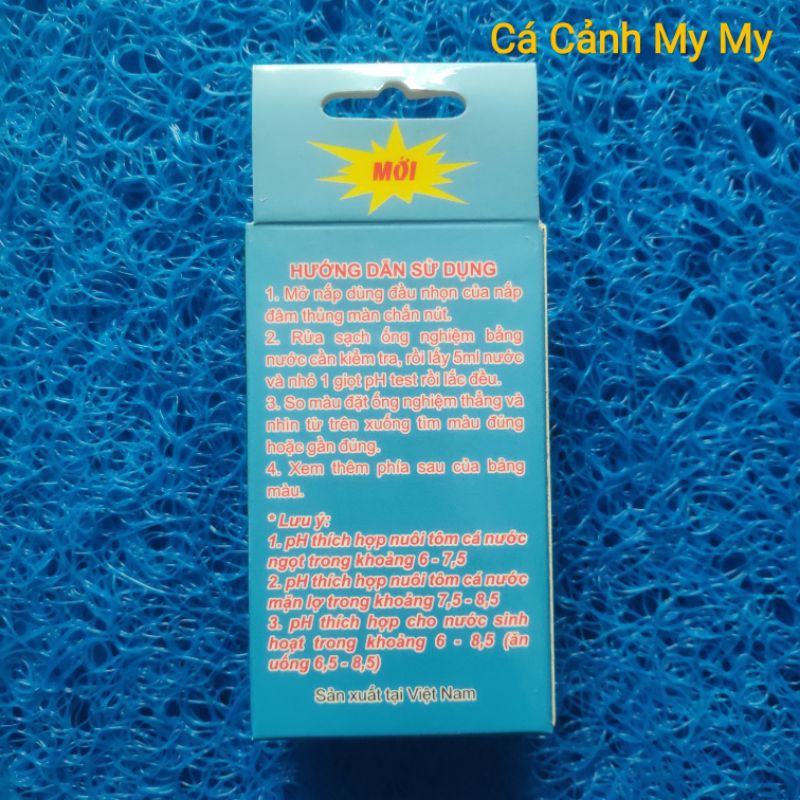 Cá Cảnh My My
MỚI
HƯỚNG DẪN SỬ DỤNG
1. Mở nắp dùng đầu nhọn của nắp
đâm thủng màn chắn nút.
2. Rửa sạch ống nghiệm bằng
nước cần kiểm tra, rồi lấy 5ml nước
và nhỏ 1 giọt pH test rồi lắc đều.
3. So màu đặt ống nghiệm thẳng và
nhìn từ trên xuống tìm màu đúng
hoặc gần đúng.
4. Xem thêm phía sau của bảng
màu.
* Lưu ý:
1. pH thích hợp nuôi tôm cá nước
ngọt trong khoảng 6 - 7,5
2. pH thích hợp nuôi tôm cá nước
mặn lợ trong khoảng 7,5 - 8,5
3. pH thích hợp cho nước sinh
hoạt trong khoảng 6 - 8,5 (ăn
uống 6,5 - 8,5)
Sản xuất tại Việt Nam